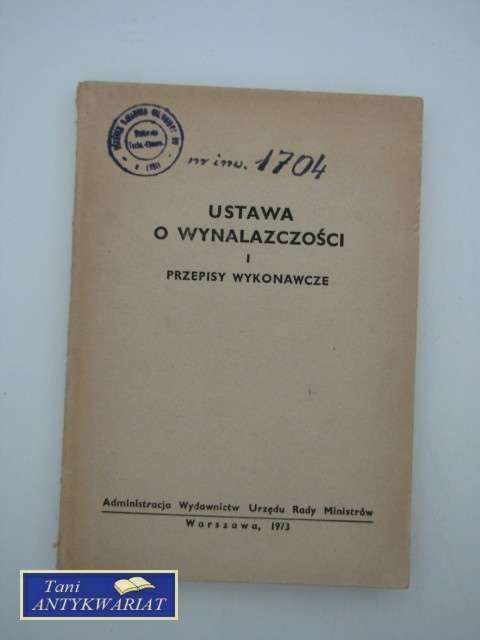 nr inw. 1704
USTAWA
O WYNALAZCZOŚCI
I
PRZEPISY WYKONAWCZE
Administracja Wydawnictw Urzędu Rady Ministrów
Warszawa, 1973
Tani
ANTYKWARIAT